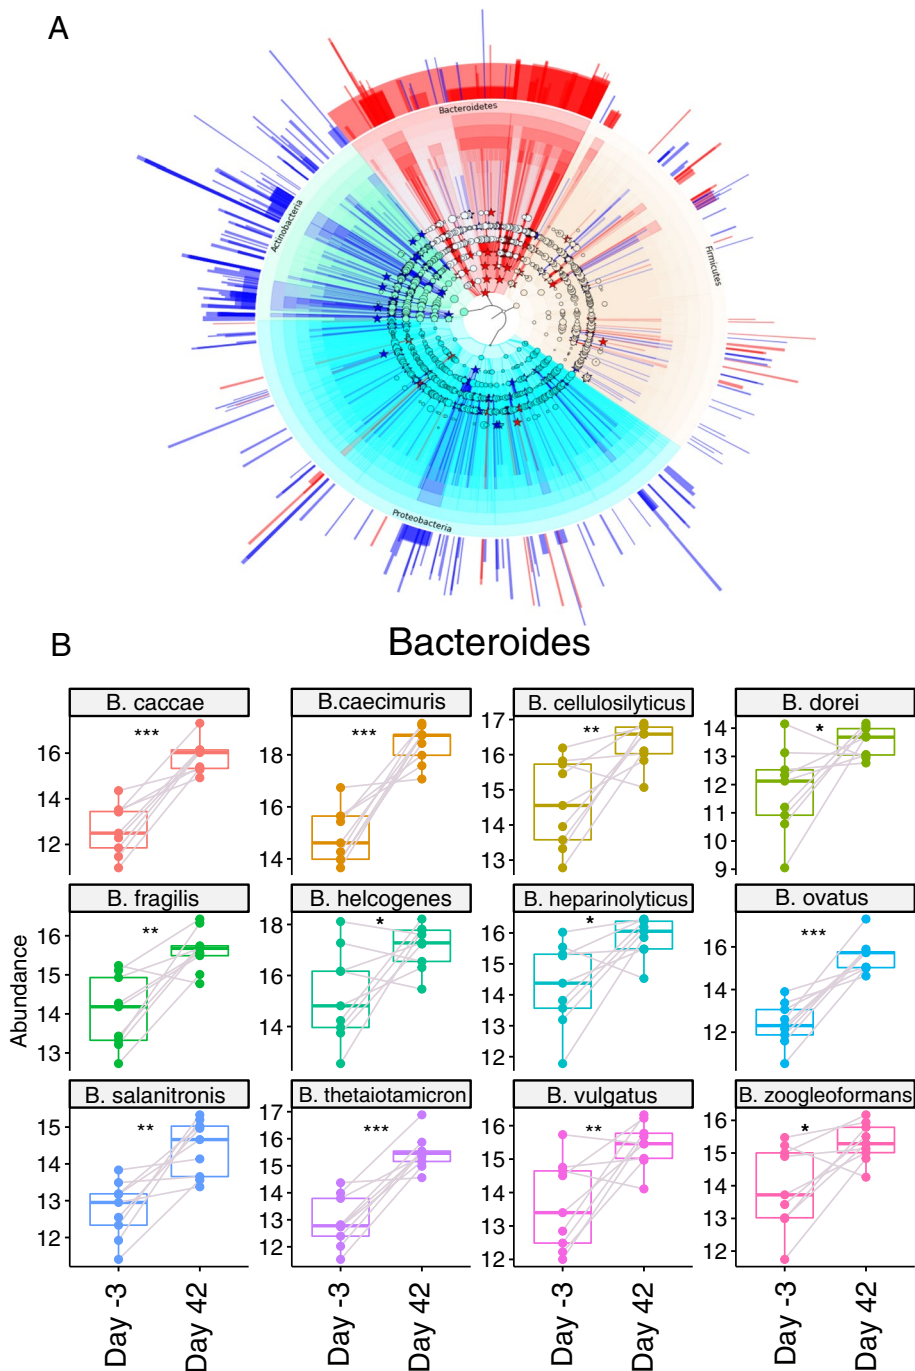 A
Bacteroidetes
Actinobacteria
Firmicutes
Proteobacteria
B
Bacteroides
B. caccae
B.caecimuris
B. cellulosilyticus
B. dorei
***
***
**
*
16
14
12
18
16
14
17
16
15
14
13
14
13
12
11
10
9
B. fragilis
B. helcogenes
B. heparinolyticus
B. ovatus
**
*
*
***
16
15
14
13
18
16
14
16
15
14
13
12
16
14
12
Abundance
B. salanitronis
B. thetaiotamicron
B. vulgatus
B. zoogleoformans
**
***
**
*
15
14
13
12
17
16
15
14
13
12
16
15
14
13
12
16
15
14
13
12
Day -3
Day 42
Day -3
Day 42
Day -3
Day 42
Day -3
Day 42